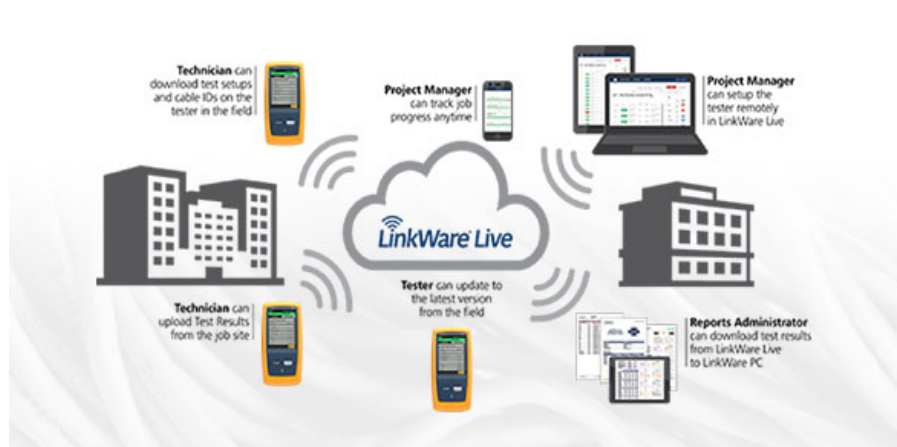 Technician can
download test setups
and cable IDs on the
tester in the field
Project Manager
can track job
progress anytime
Project Manager
can setup the
tester remotely
in LinkWare Live
LinkWare Live
Technician can
upload Test Results
from the job site
Tester can update to
the latest version
from the field
Reports Administrator
can download test results
from LinkWare Live
to LinkWare PC